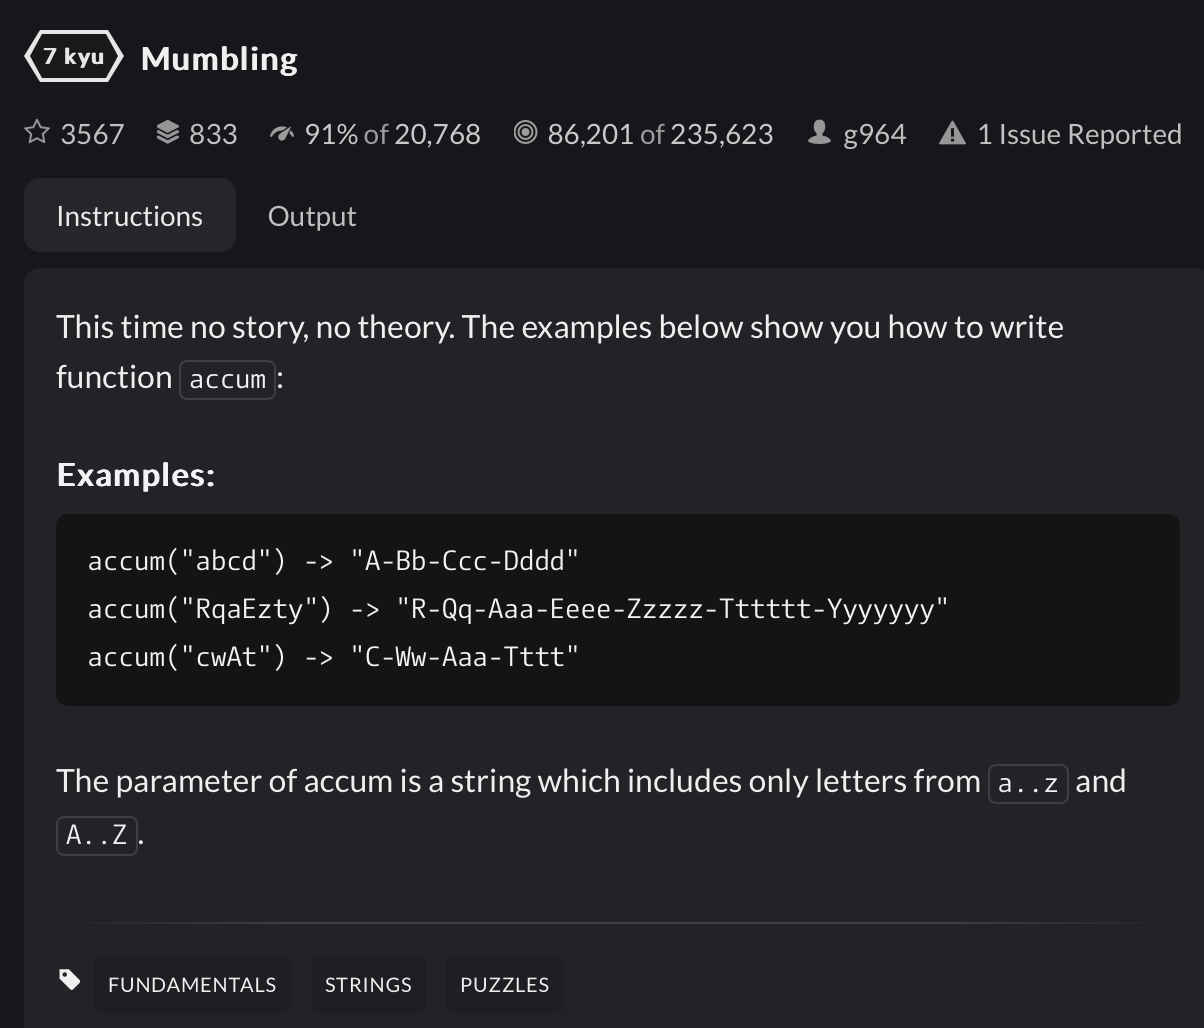 7 kyu Mumbling
3567 833 91% of 20,768 86,201 of 235,623 g964 1 Issue Reported
Instructions Output
This time no story, no theory. The examples below show you how to write
function accum:
Examples:
accum("abcd") -> "A-Bb-Ccc-Dddd"
accum("RqaEzty") -> "R-Qq-Aaa-Eeee-Zzzzz-Tttttt-Yyyyyyy"
accum("cwAt") -> "C-Ww-Aaa-Tttt"
The parameter of accum is a string which includes only letters from a..z and
A..Z.
FUNDAMENTALS STRINGS PUZZLES